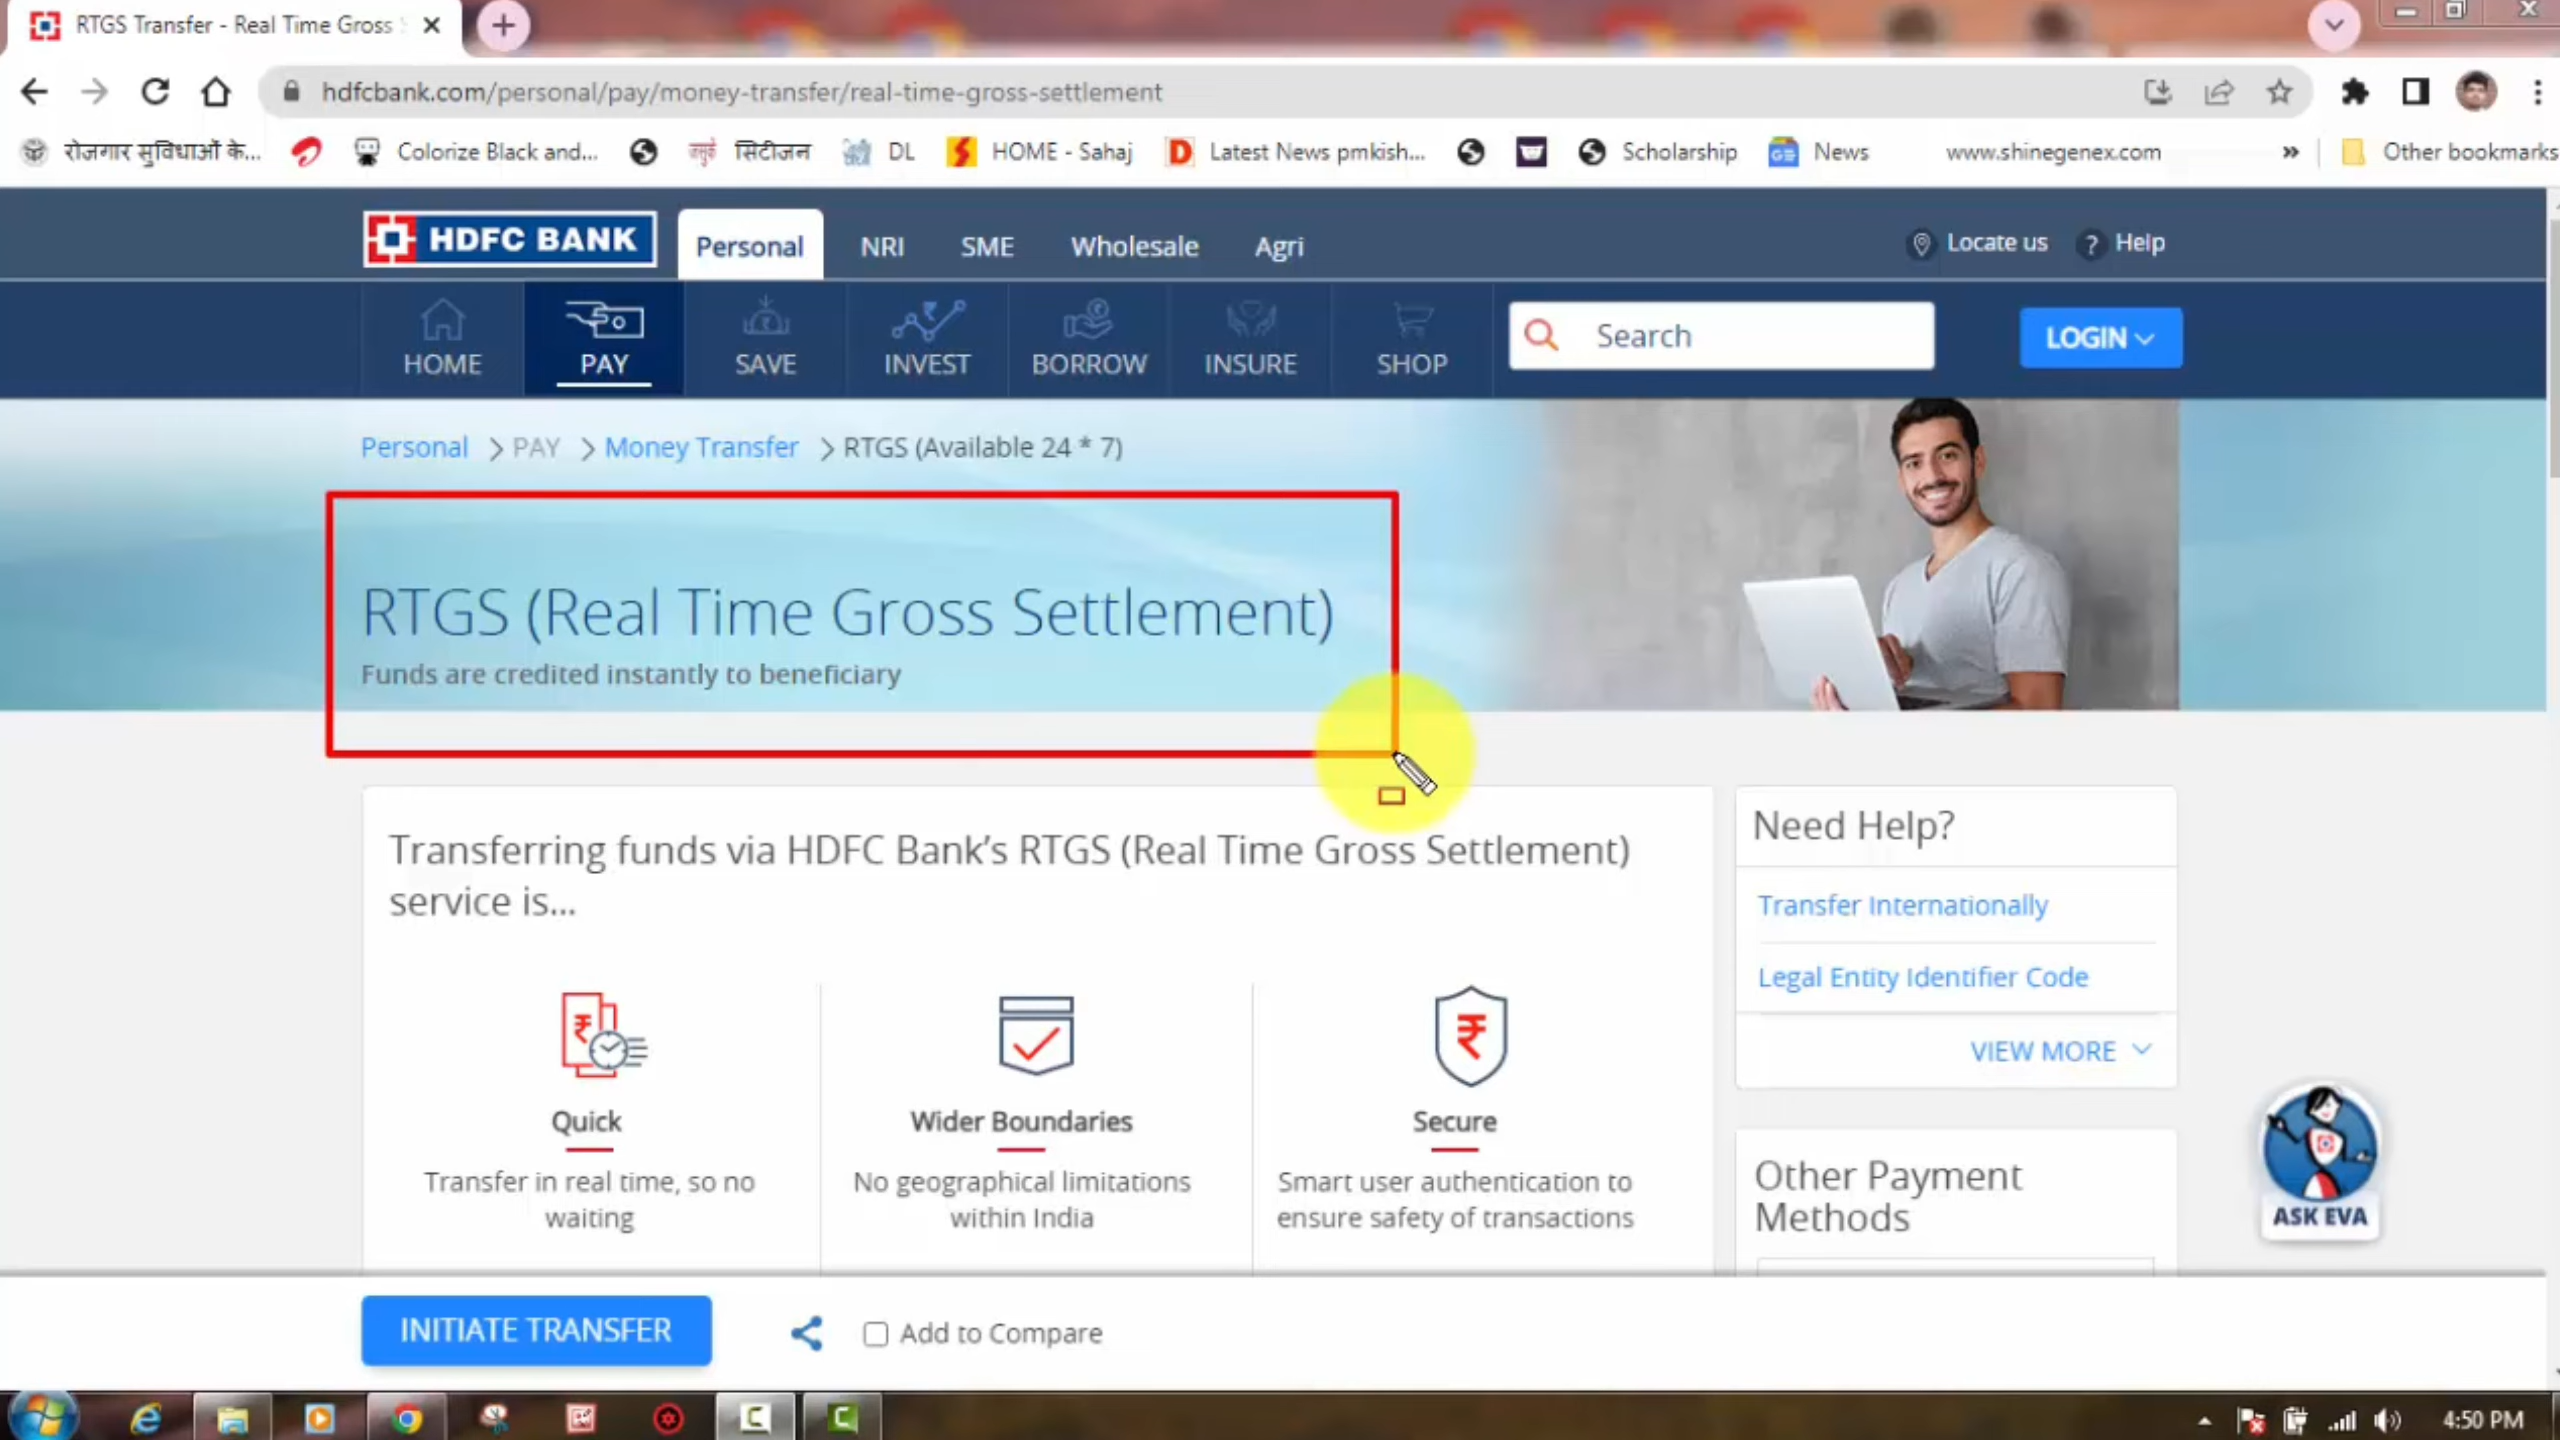 RTGS Transfer - Real Time Gross
hdfcbank.com/personal/pay/money-transfer/real-time-gross-settlement
रोजगार सुविधाओं के...
Colorize Black and...
सिटीजन
DL
HOME - Sahaj
Latest News pmkish...
Scholarship
News
www.shinegenex.com
»
Other bookmarks
HDFC BANK
Personal
NRI
SME
Wholesale
Agri
Locate us
? Help
HOME
PAY
SAVE
INVEST
BORROW
INSURE
SHOP
Search
LOGIN
Personal > PAY > Money Transfer > RTGS (Available 24 * 7)
RTGS (Real Time Gross Settlement)
Funds are credited instantly to beneficiary
Transferring funds via HDFC Bank's RTGS (Real Time Gross Settlement)
service is...
Quick
Transfer in real time, so no
waiting
Wider Boundaries
No geographical limitations
within India
Secure
Smart user authentication to
ensure safety of transactions
Need Help?
Transfer Internationally
Legal Entity Identifier Code
VIEW MORE
Other Payment
Methods
ASK EVA
INITIATE TRANSFER
Add to Compare
4:50 PM